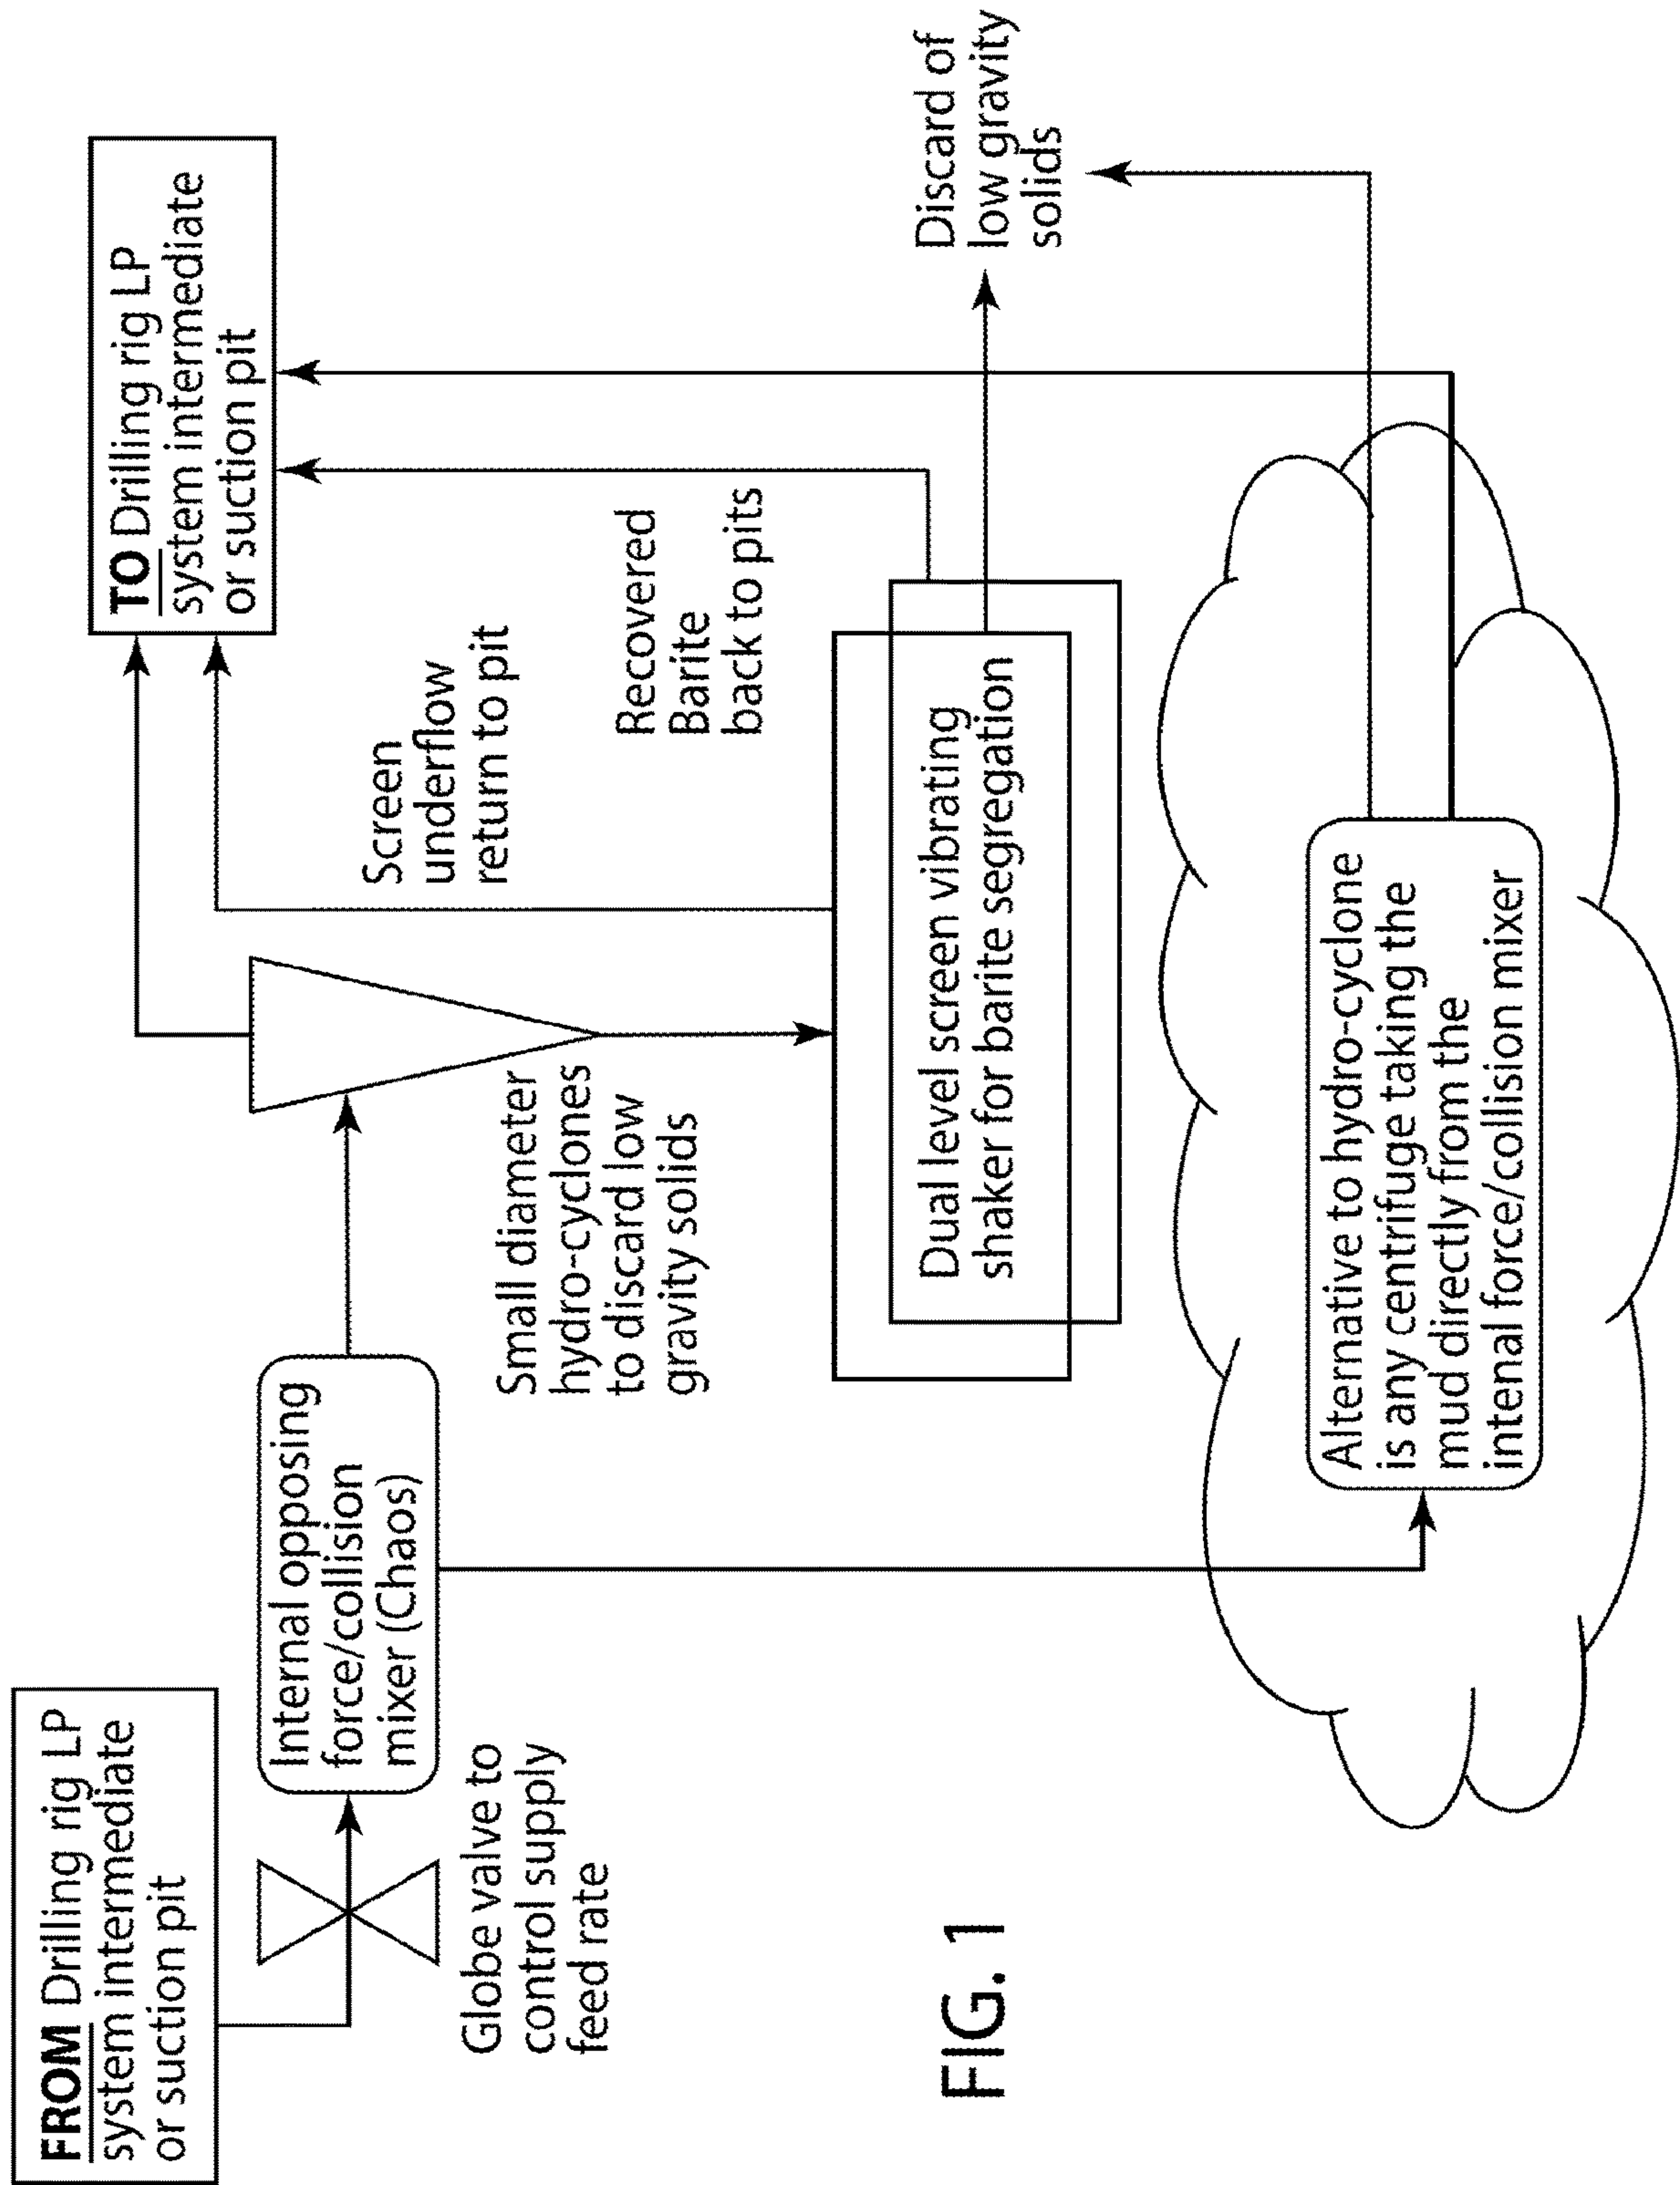 FROM Drilling rig LP
system intermediate
or suction pit
Globe valve to
control supply
feed rate
Internal opposing
force/collision
mixer (Chaos)
Small diameter
hydro-cyclones
to discard low
gravity solids
Screen
underflow
return to pit
TO Drilling rig LP
system intermediate
or suction pit
Recovered
Barite
back to pits
Dual level screen vibrating
shaker for barite segregation
Discard of
low gravity
solids
Alternative to hydro-cyclone
is any centrifuge taking the
mud directly from the
intenal force/collision mixer
FIG. 1